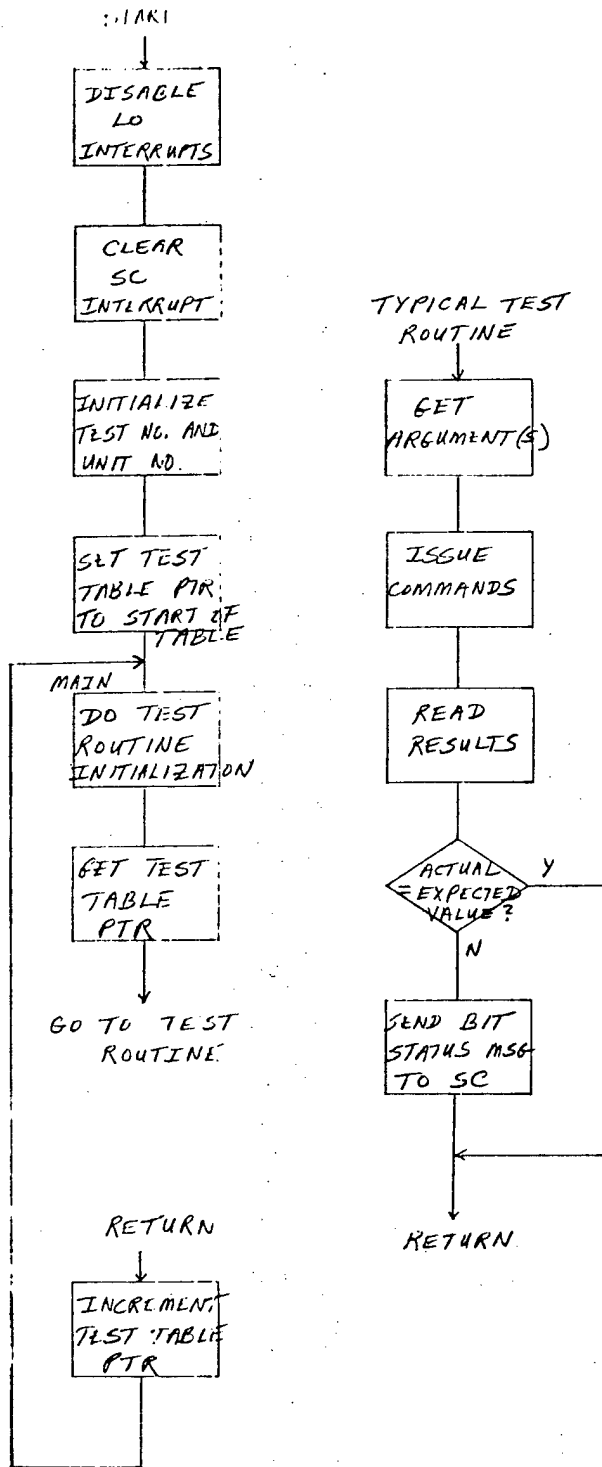 DISABLE
LO
INTERRUPTS
CLEAR
SC
INTERRUPT
INITIALIZE
TEST NO. AND
UNIT NO.
SET TEST
TABLE PTR
TO START OF
TABLE
MAIN
DO TEST
ROUTINE
INITIALIZATON
GET TEST
TABLE
PTR
GO TO TEST
ROUTINE
RETURN
INCREMENT
TEST TABLE
PTR
TYPICAL TEST
ROUTINE
GET
ARGUMENT(S)
ISSUE
COMMANDS
READ
RESULTS
ACTUAL
= EXPECTED
VALUE?
Y
N
SEND BIT
STATUS MSG
TO SC
RETURN